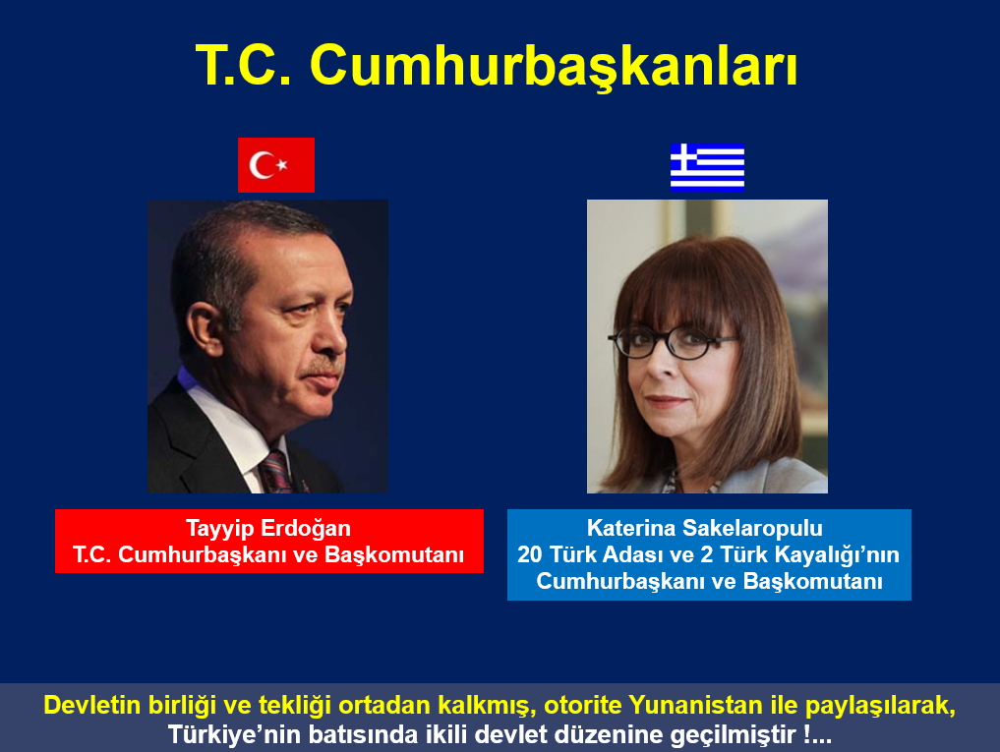 T.C. Cumhurbaşkanları
Tayyip Erdoğan
T.C. Cumhurbaşkanı ve Başkomutanı
Katerina Sakelaropulu
20 Türk Adası ve 2 Türk Kayalığı’nın
Cumhurbaşkanı ve Başkomutanı
Devletin birliği ve tekliği ortadan kalkmış, otorite Yunanistan ile paylaşılarak,
Türkiye’nin batısında ikili devlet düzenine geçilmiştir !...